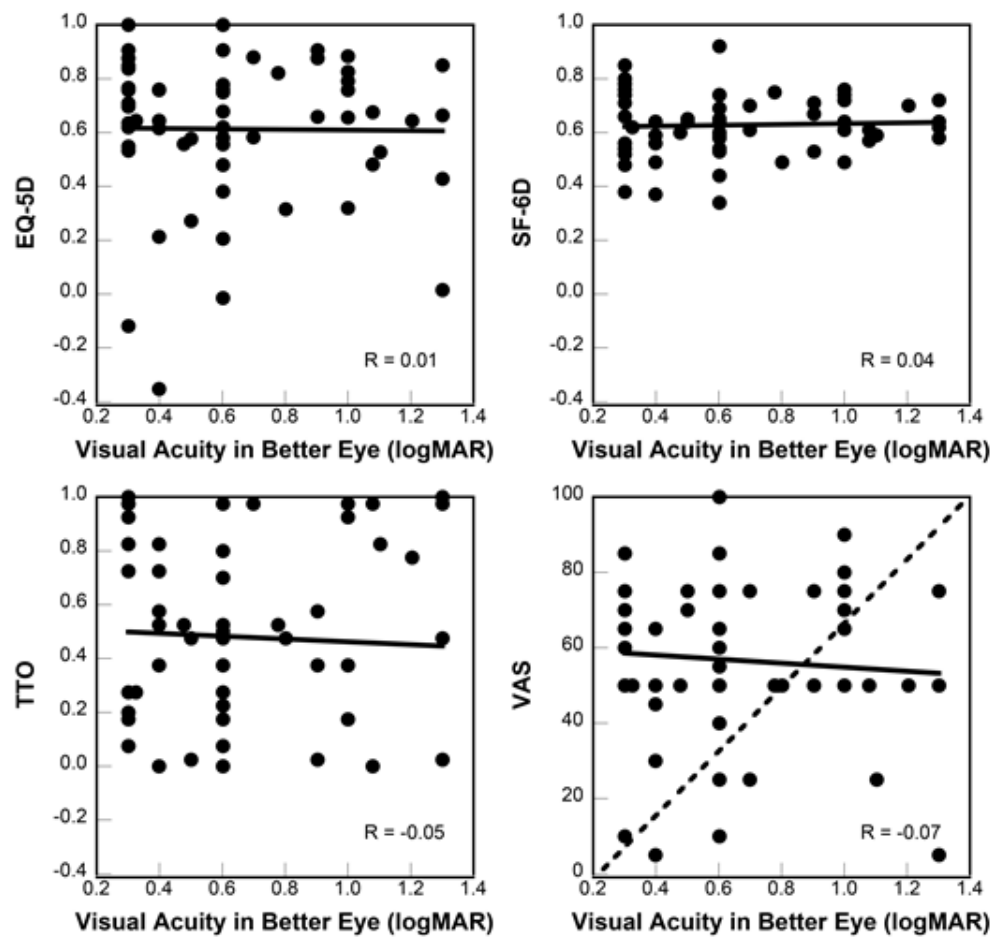 EQ-5D
1.0
0.8
0.6
0.4
0.2
0.0
-0.2
-0.4
0.2 0.4 0.6 0.8 1.0 1.2 1.4
R = 0.01
Visual Acuity in Better Eye (logMAR)
SF-6D
1.0
0.8
0.6
0.4
0.2
0.0
-0.2
-0.4
0.2 0.4 0.6 0.8 1.0 1.2 1.4
R = 0.04
Visual Acuity in Better Eye (logMAR)
TTO
1.0
0.8
0.6
0.4
0.2
0.0
-0.2
-0.4
0.2 0.4 0.6 0.8 1.0 1.2 1.4
R = -0.05
Visual Acuity in Better Eye (logMAR)
VAS
100
80
60
40
20
0
0.2 0.4 0.6 0.8 1.0 1.2 1.4
R = -0.07
Visual Acuity in Better Eye (logMAR)